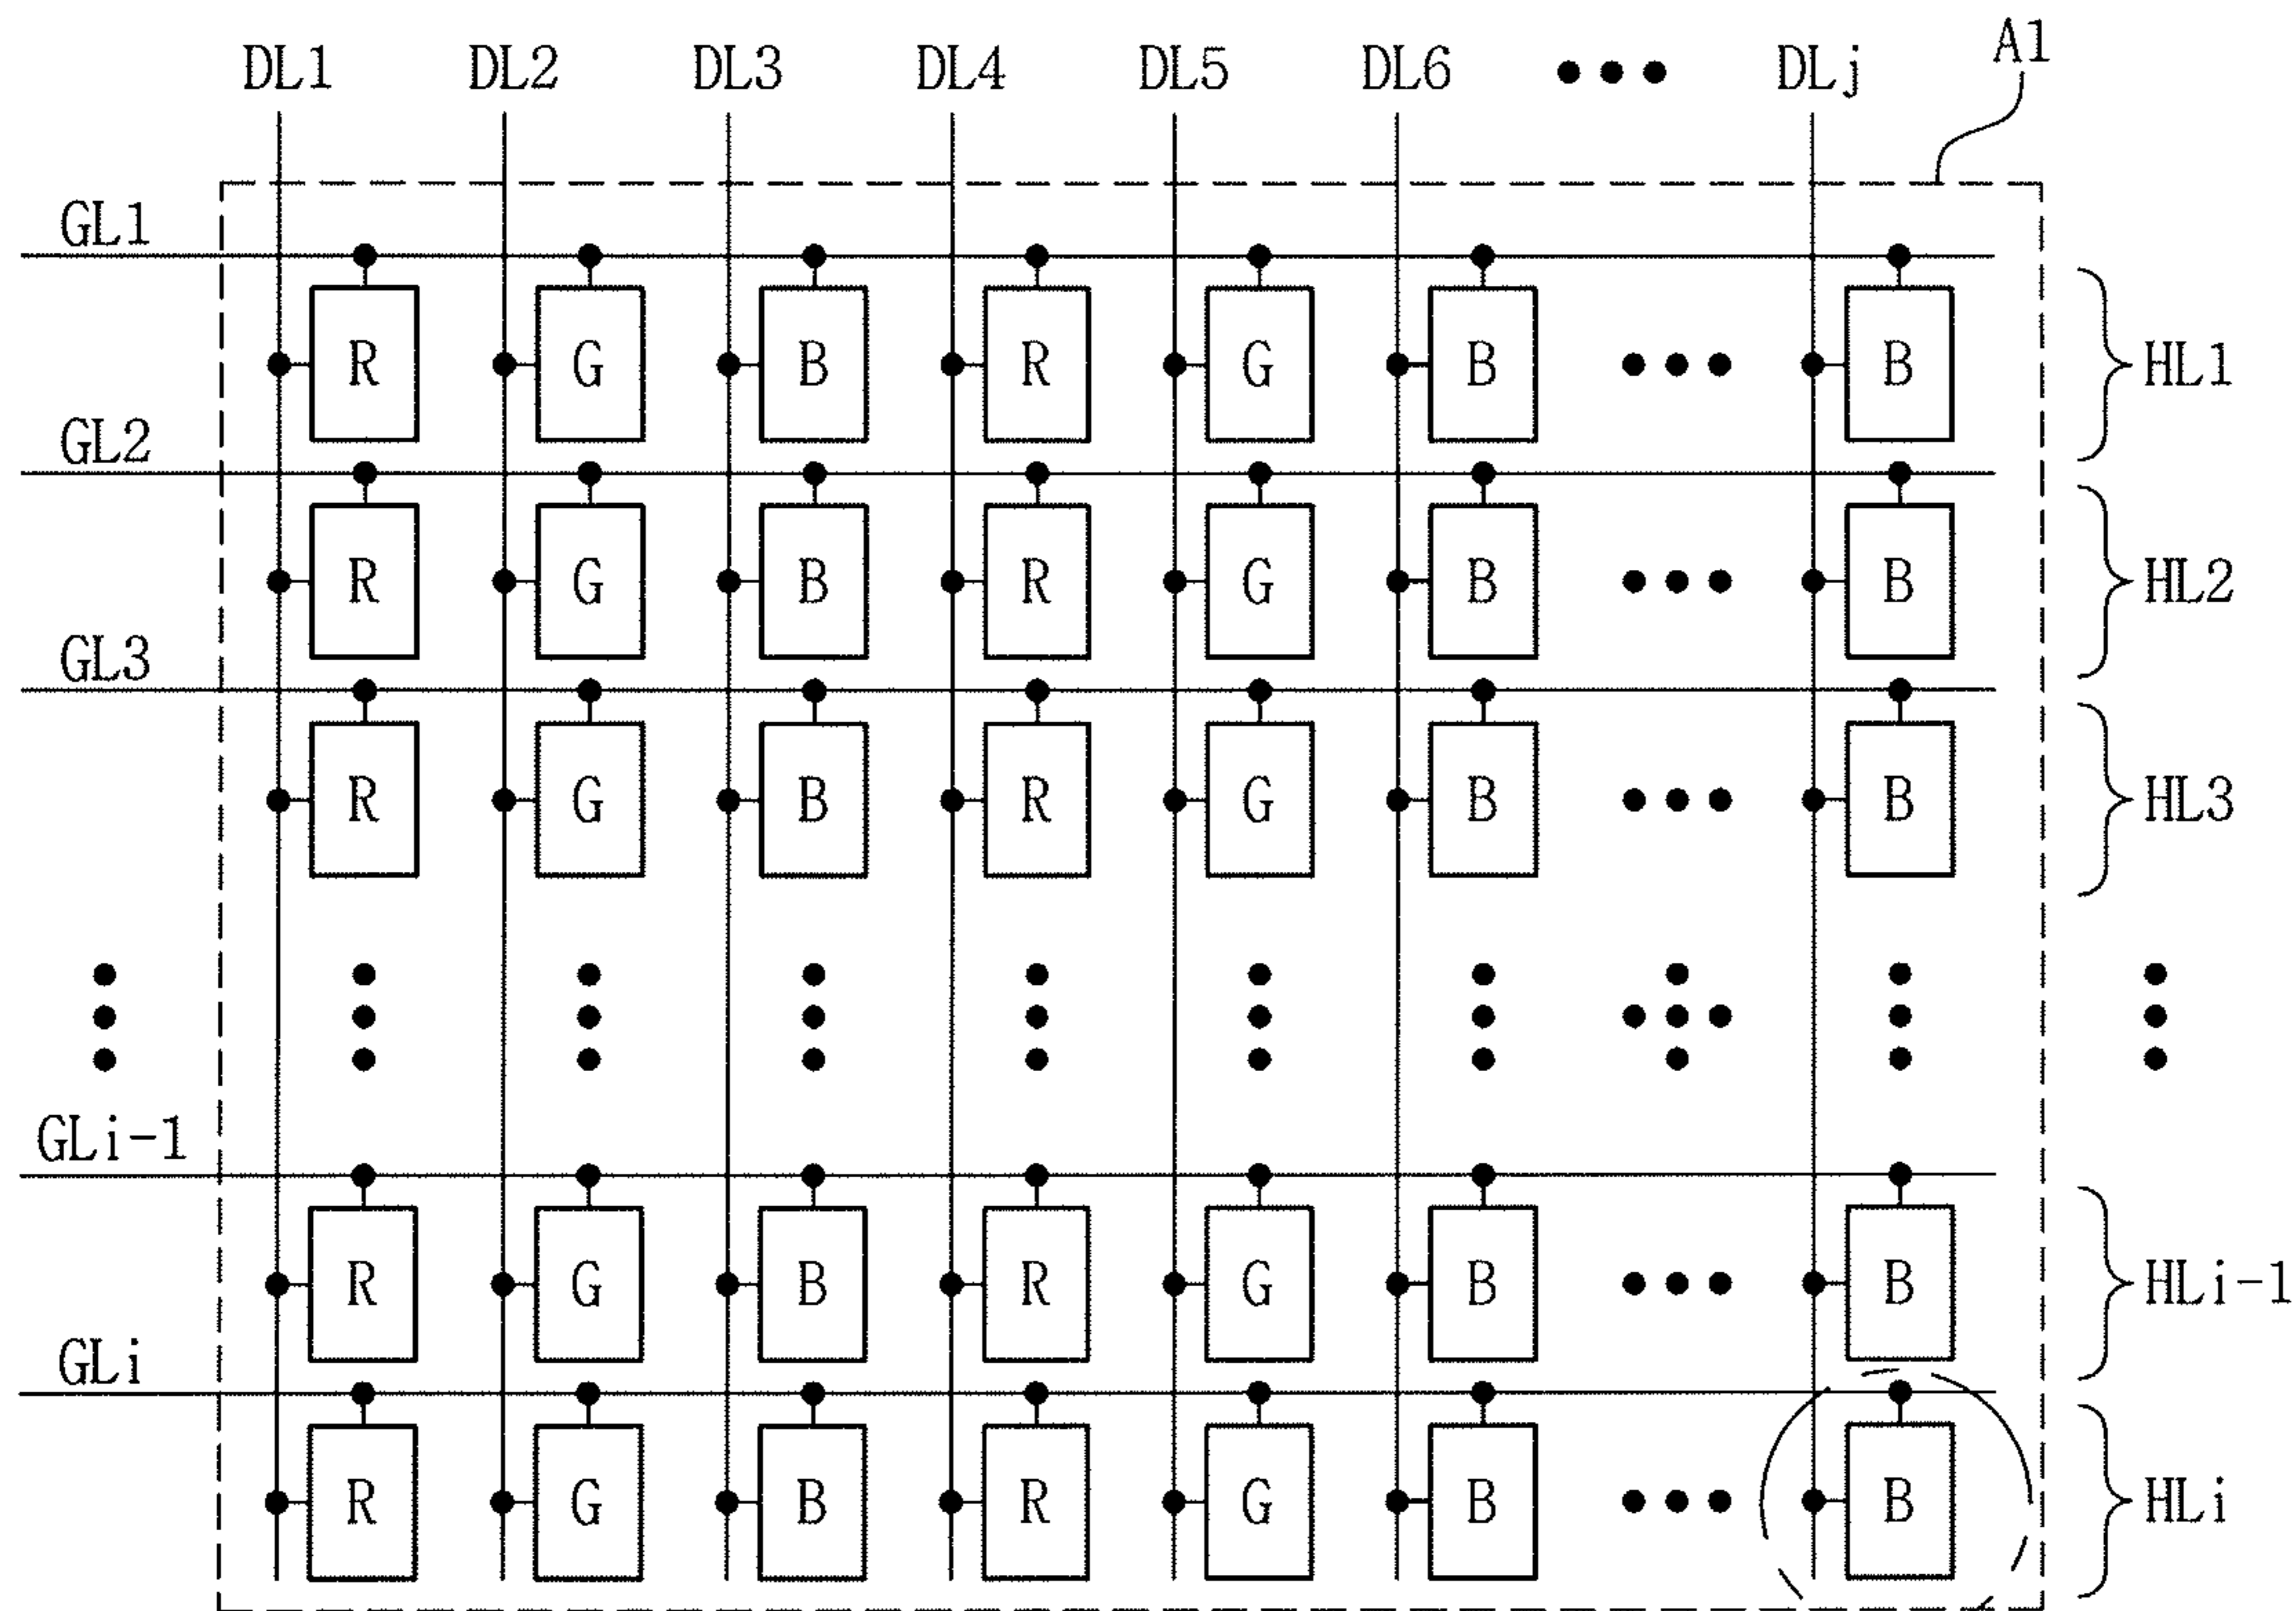 A1
DL1 DL2 DL3 DL4 DL5 DL6 ••• DLj
GL1
R G B R G B ••• B HL1
GL2
R G B R G B ••• B HL2
GL3
R G B R G B ••• B HL3
GLi-1
R G B R G B ••• B HLi-1
GLi
R G B R G B ••• B HLi